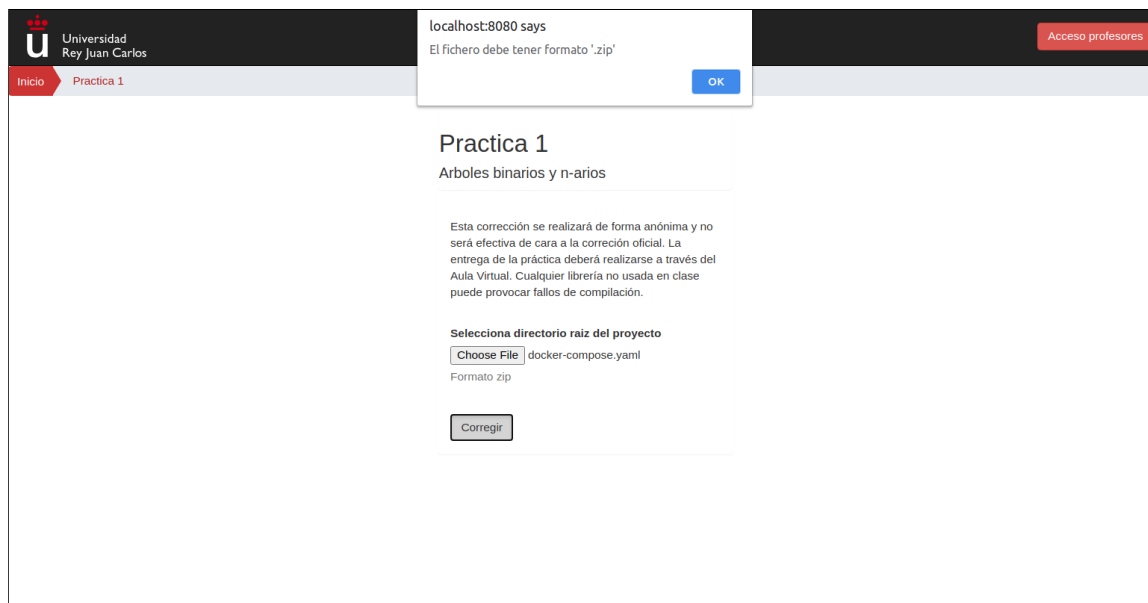 Universidad
Rey Juan Carlos
localhost:8080 says
El fichero debe tener formato '.zip'
OK
Acceso profesores
Inicio
Practica 1
Practica 1
Arboles binarios y n-arios
Esta corrección se realizará de forma anónima y no
será efectiva de cara a la correción oficial. La
entrega de la práctica deberá realizarse a través del
Aula Virtual. Cualquier librería no usada en clase
puede provocar fallos de compilación.
Selecciona directorio raiz del proyecto
Choose File docker-compose.yaml
Formato zip
Corregir